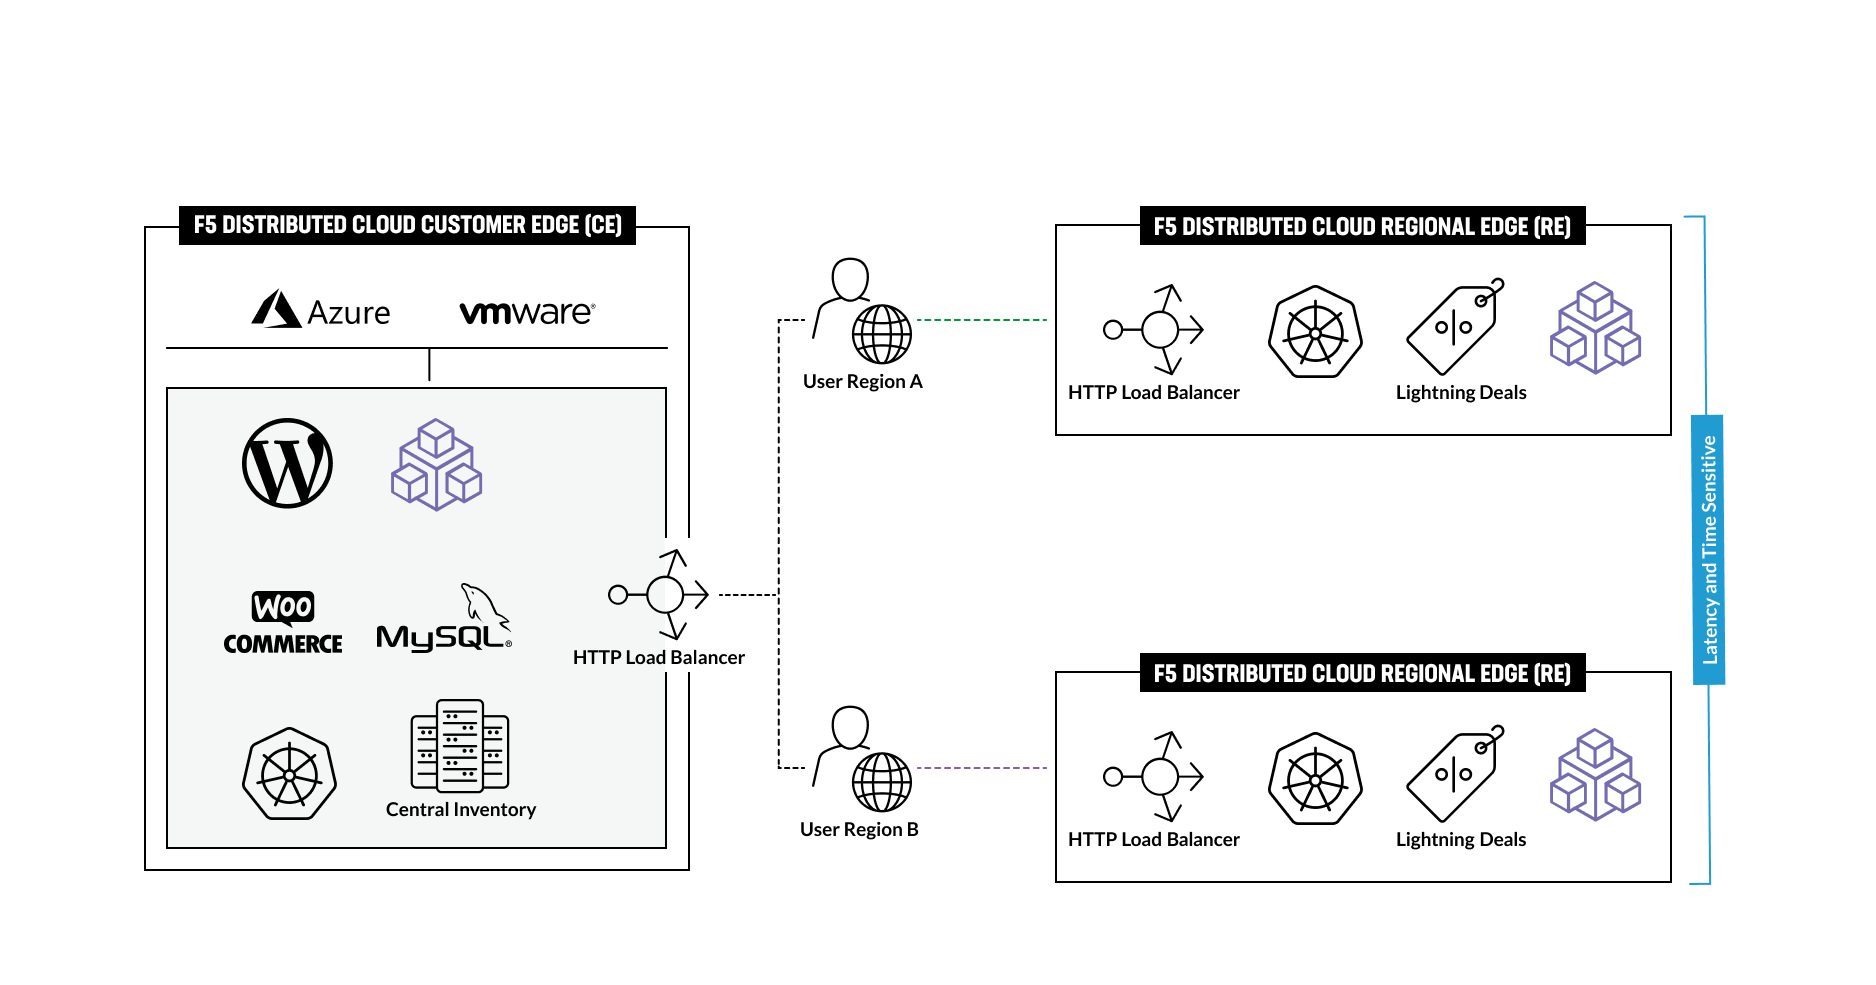 F5 DISTRIBUTED CLOUD CUSTOMER EDGE (CE)
Azure
vmware®
W
WOO
COMMERCE
MySQL®
HTTP Load Balancer
Central Inventory
User Region A
User Region B
F5 DISTRIBUTED CLOUD REGIONAL EDGE (RE)
HTTP Load Balancer
Lightning Deals
F5 DISTRIBUTED CLOUD REGIONAL EDGE (RE)
HTTP Load Balancer
Lightning Deals
Latency and Time Sensitive